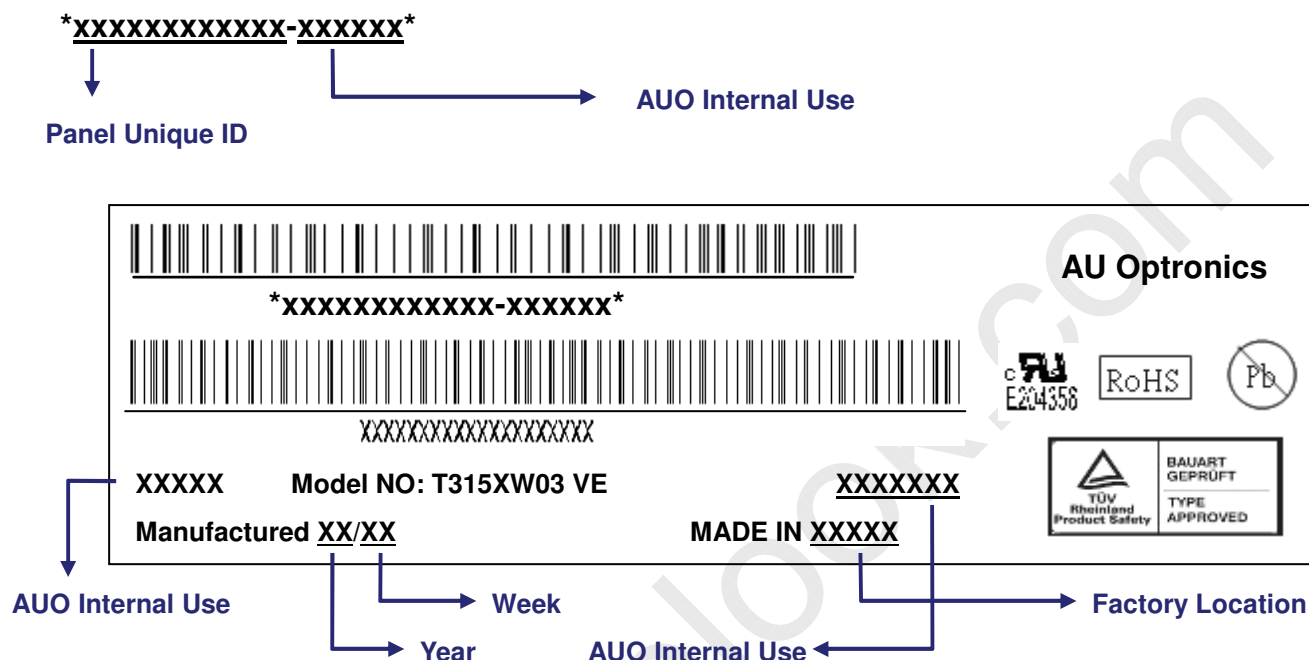 *xxxxxxxxxxxx-xxxxxx*
AUO Internal Use
Panel Unique ID
AU Optronics
*xxxxxxxxxxxx-xxxxxx*
c us
E204356
RoHS
Pb
XXXXXXXXXXXXXXXXXXXX
XXXXX Model NO: T315XW03 VE XXXXXXX
TÜV
Rheinland
Product Safety
BAUART
GEPRÜFT
TYPE
APPROVED
Manufactured XX/XX MADE IN XXXXX
AUO Internal Use
Week
Factory Location
Year
AUO Internal Use